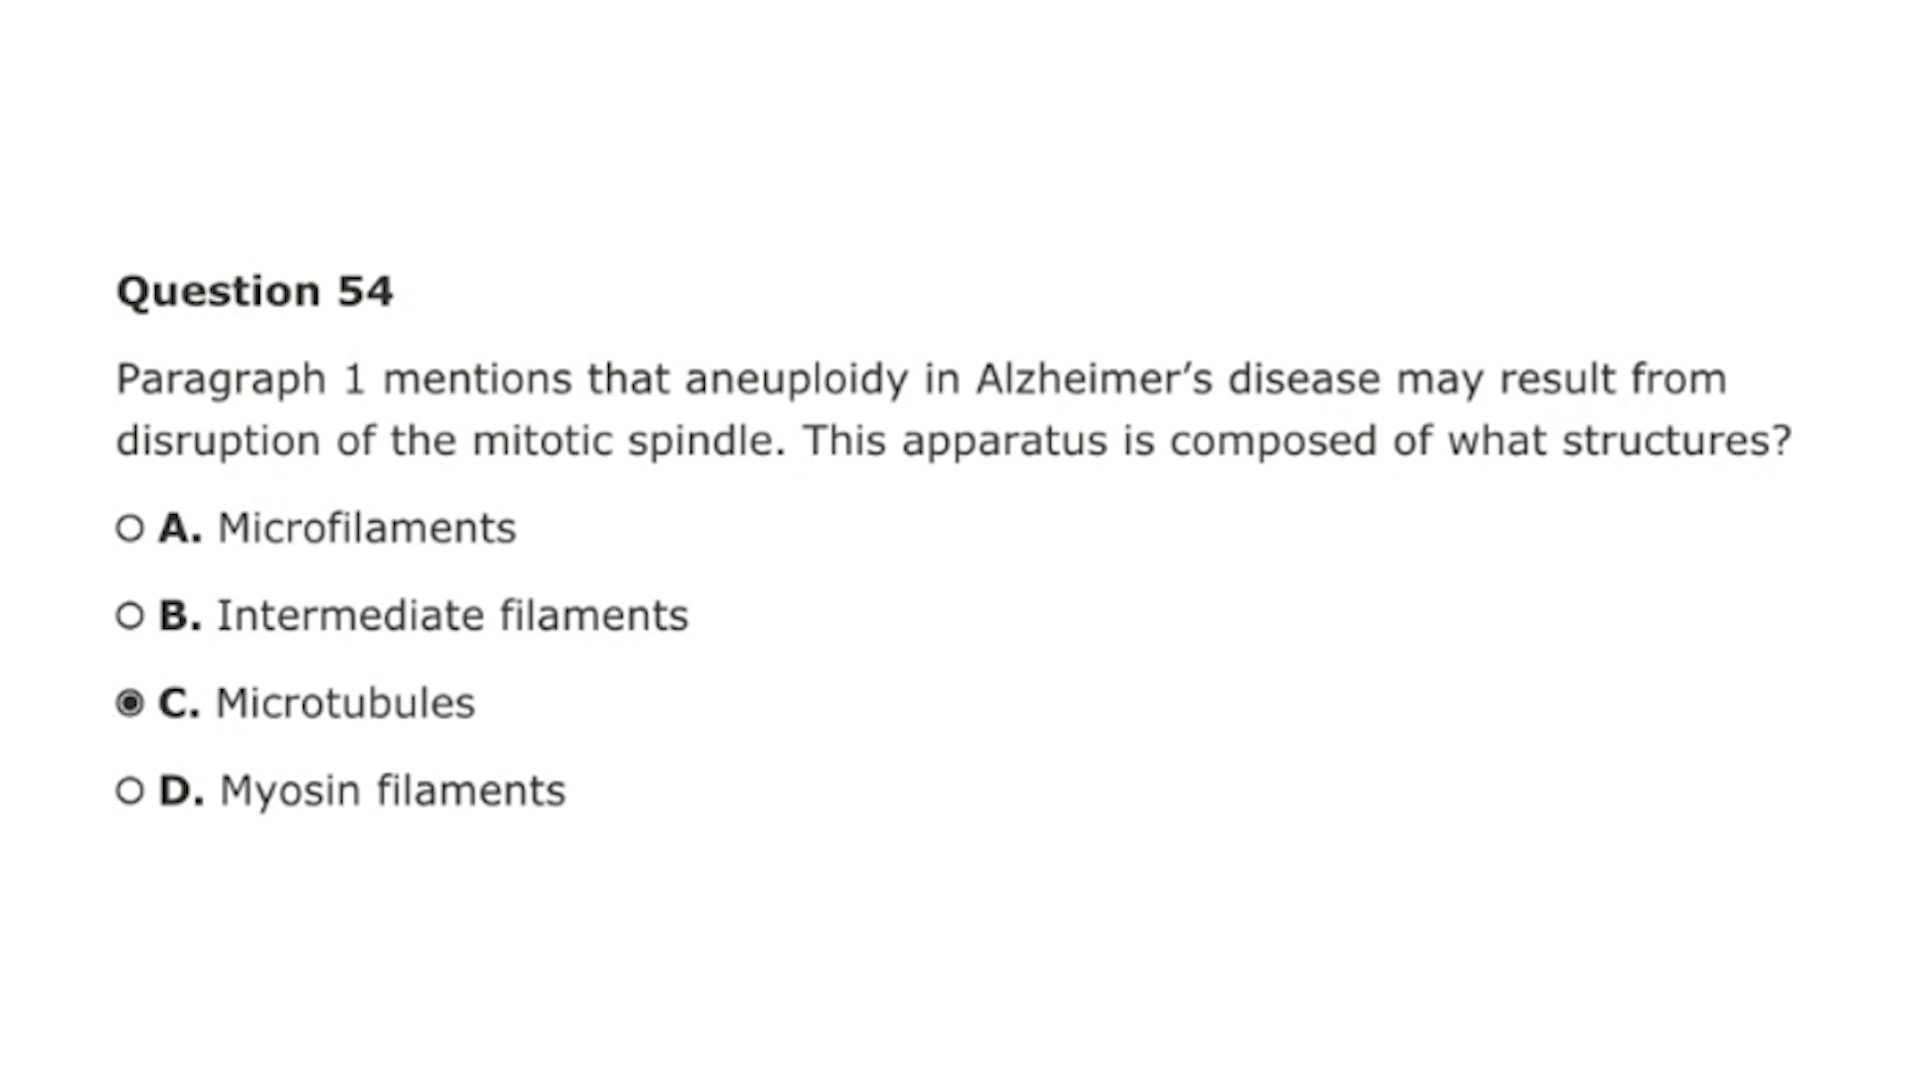 Question 54
Paragraph 1 mentions that aneuploidy in Alzheimer’s disease may result from
disruption of the mitotic spindle. This apparatus is composed of what structures?
A. Microfilaments
B. Intermediate filaments
C. Microtubules
D. Myosin filaments